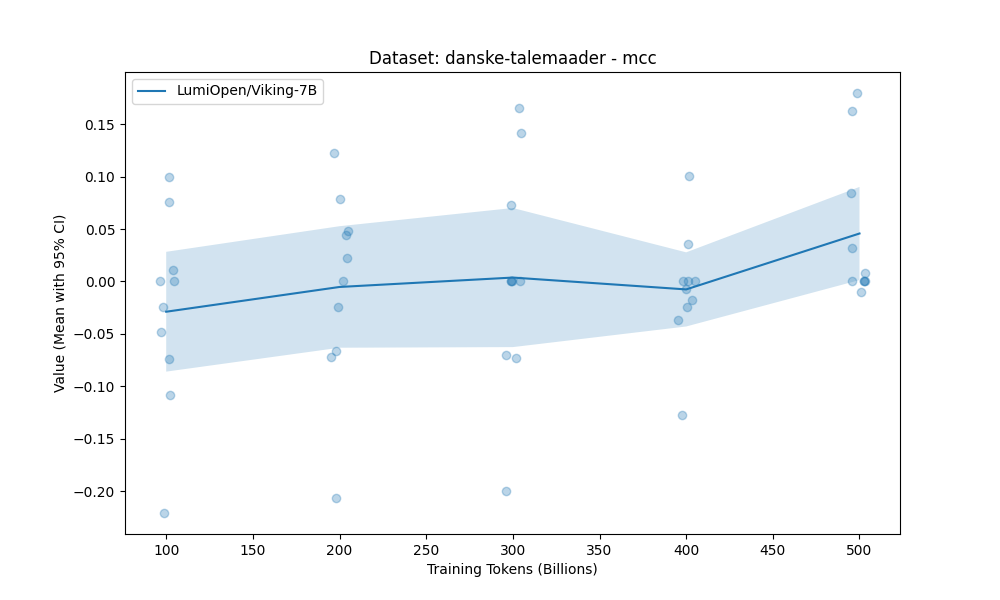 Dataset: danske-talemaader - mcc
LumiOpen/Viking-7B
Value (Mean with 95% CI)
0.15
0.10
0.05
0.00
−0.05
−0.10
−0.15
−0.20
100 150 200 250 300 350 400 450 500
Training Tokens (Billions)